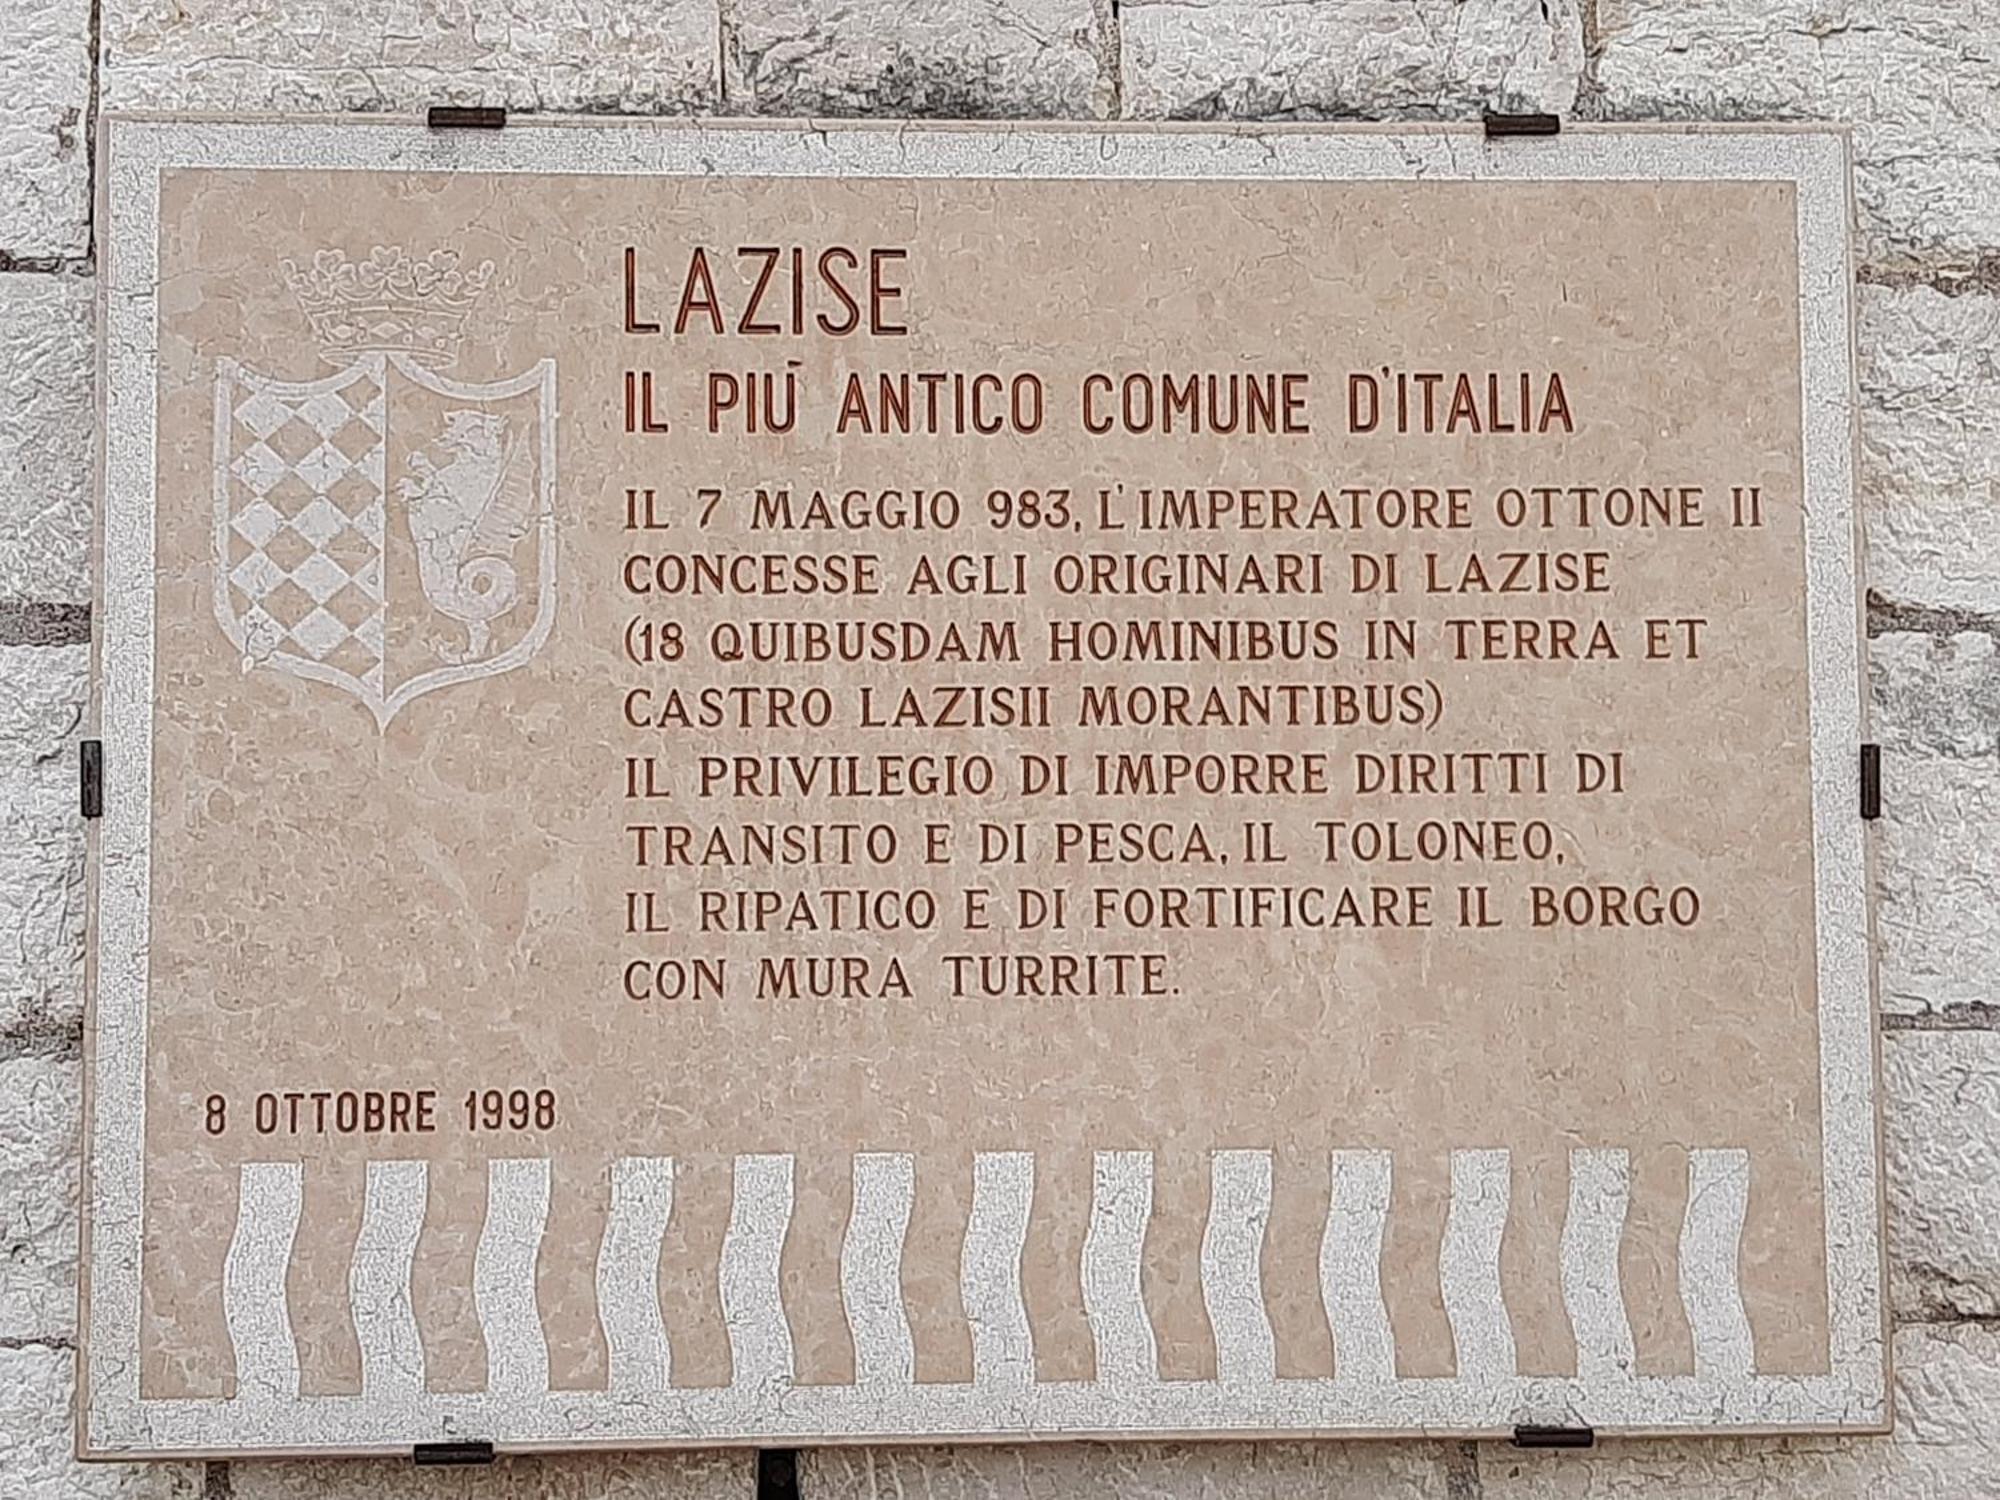 LAZISE
IL PIÙ ANTICO COMUNE D'ITALIA
IL 7 MAGGIO 983, L'IMPERATORE OTTONE II
CONCESSE AGLI ORIGINARI DI LAZISE
(18 QUIBUSDAM HOMINIBUS IN TERRA ET
CASTRO LAZISII MORANTIBUS)
IL PRIVILEGIO DI IMPORRE DIRITTI DI
TRANSITO E DI PESCA, IL TOLONEO,
IL RIPATICO E DI FORTIFICARE IL BORGO
CON MURA TURRITE.
8 OTTOBRE 1998